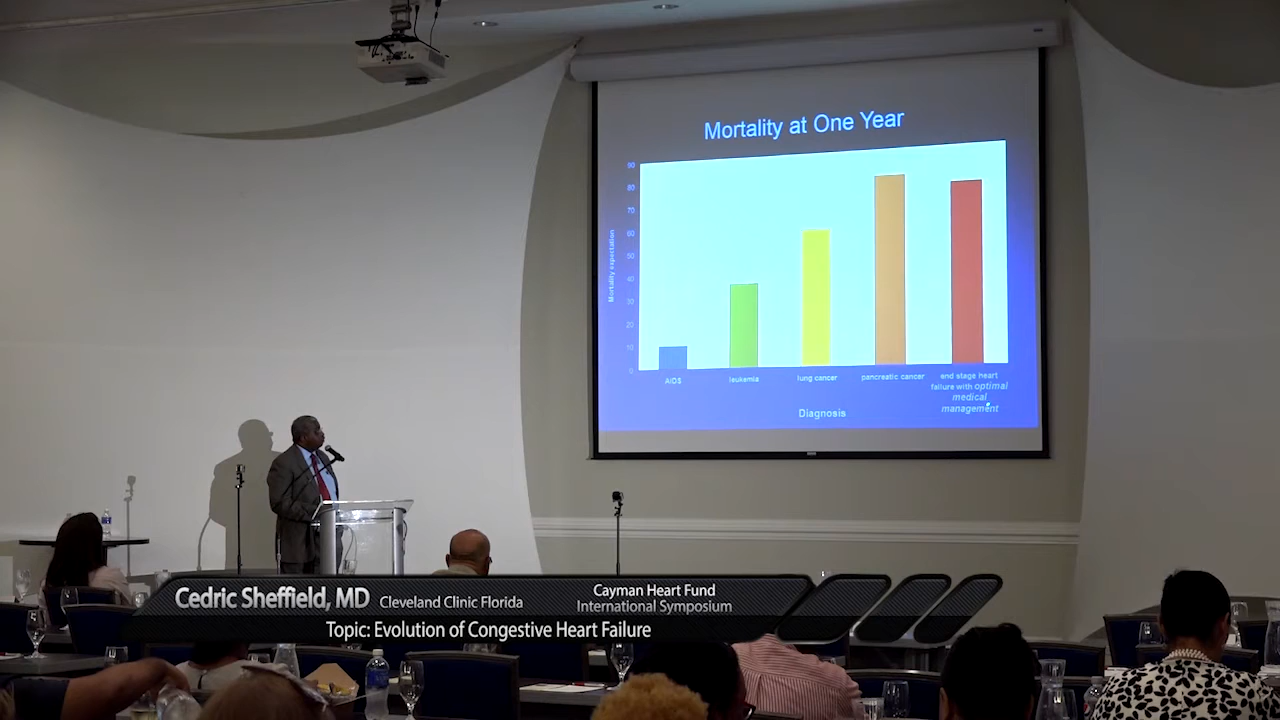 Mortality at One Year
90
80
70
60
50
40
30
20
10
0
Mortality expectation
AIDS
leukemia
lung cancer
pancreatic cancer
end stage heart
failure with optimal
medical
management
Diagnosis
Cedric Sheffield, MD Cleveland Clinic Florida
Cayman Heart Fund
International Symposium
Topic: Evolution of Congestive Heart Failure